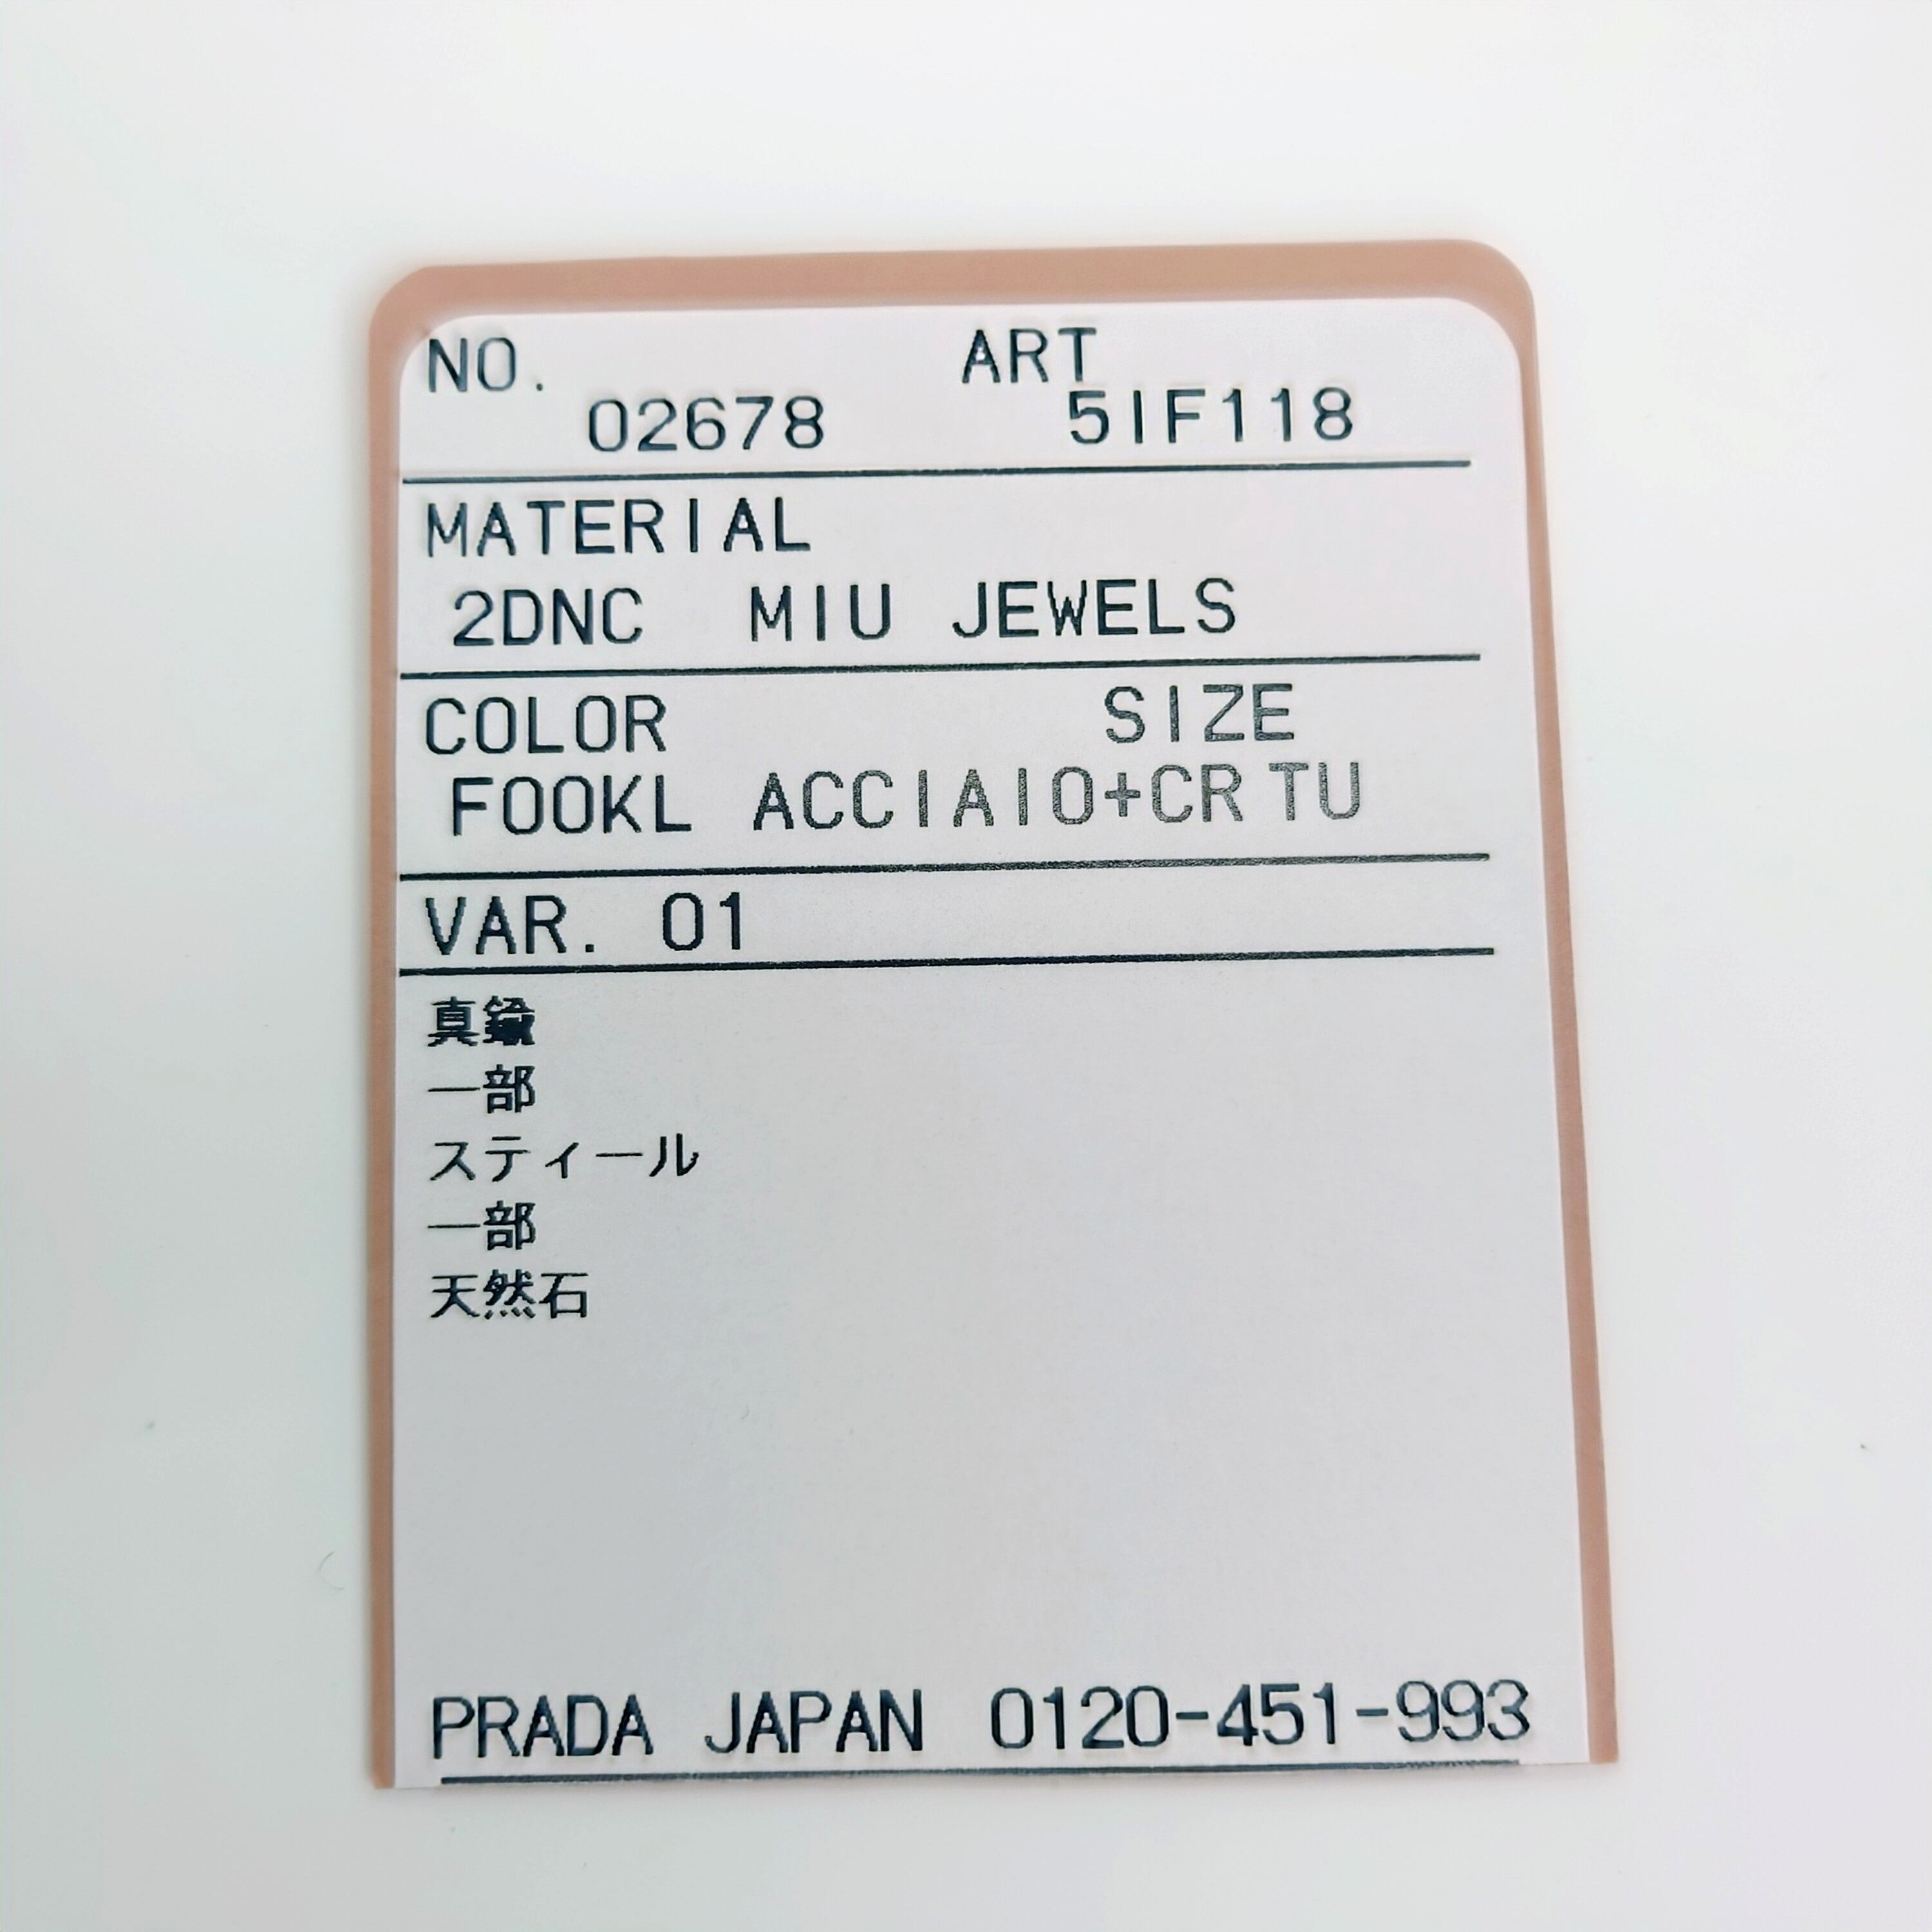 NO. ART
02678 5IF118
MATERIAL
2DNC MIU JEWELS
COLOR SIZE
F00KL ACCIAIO+CR TU
VAR. 01
真鍮
一部
スティール
一部
天然石
PRADA JAPAN 0120-451-993